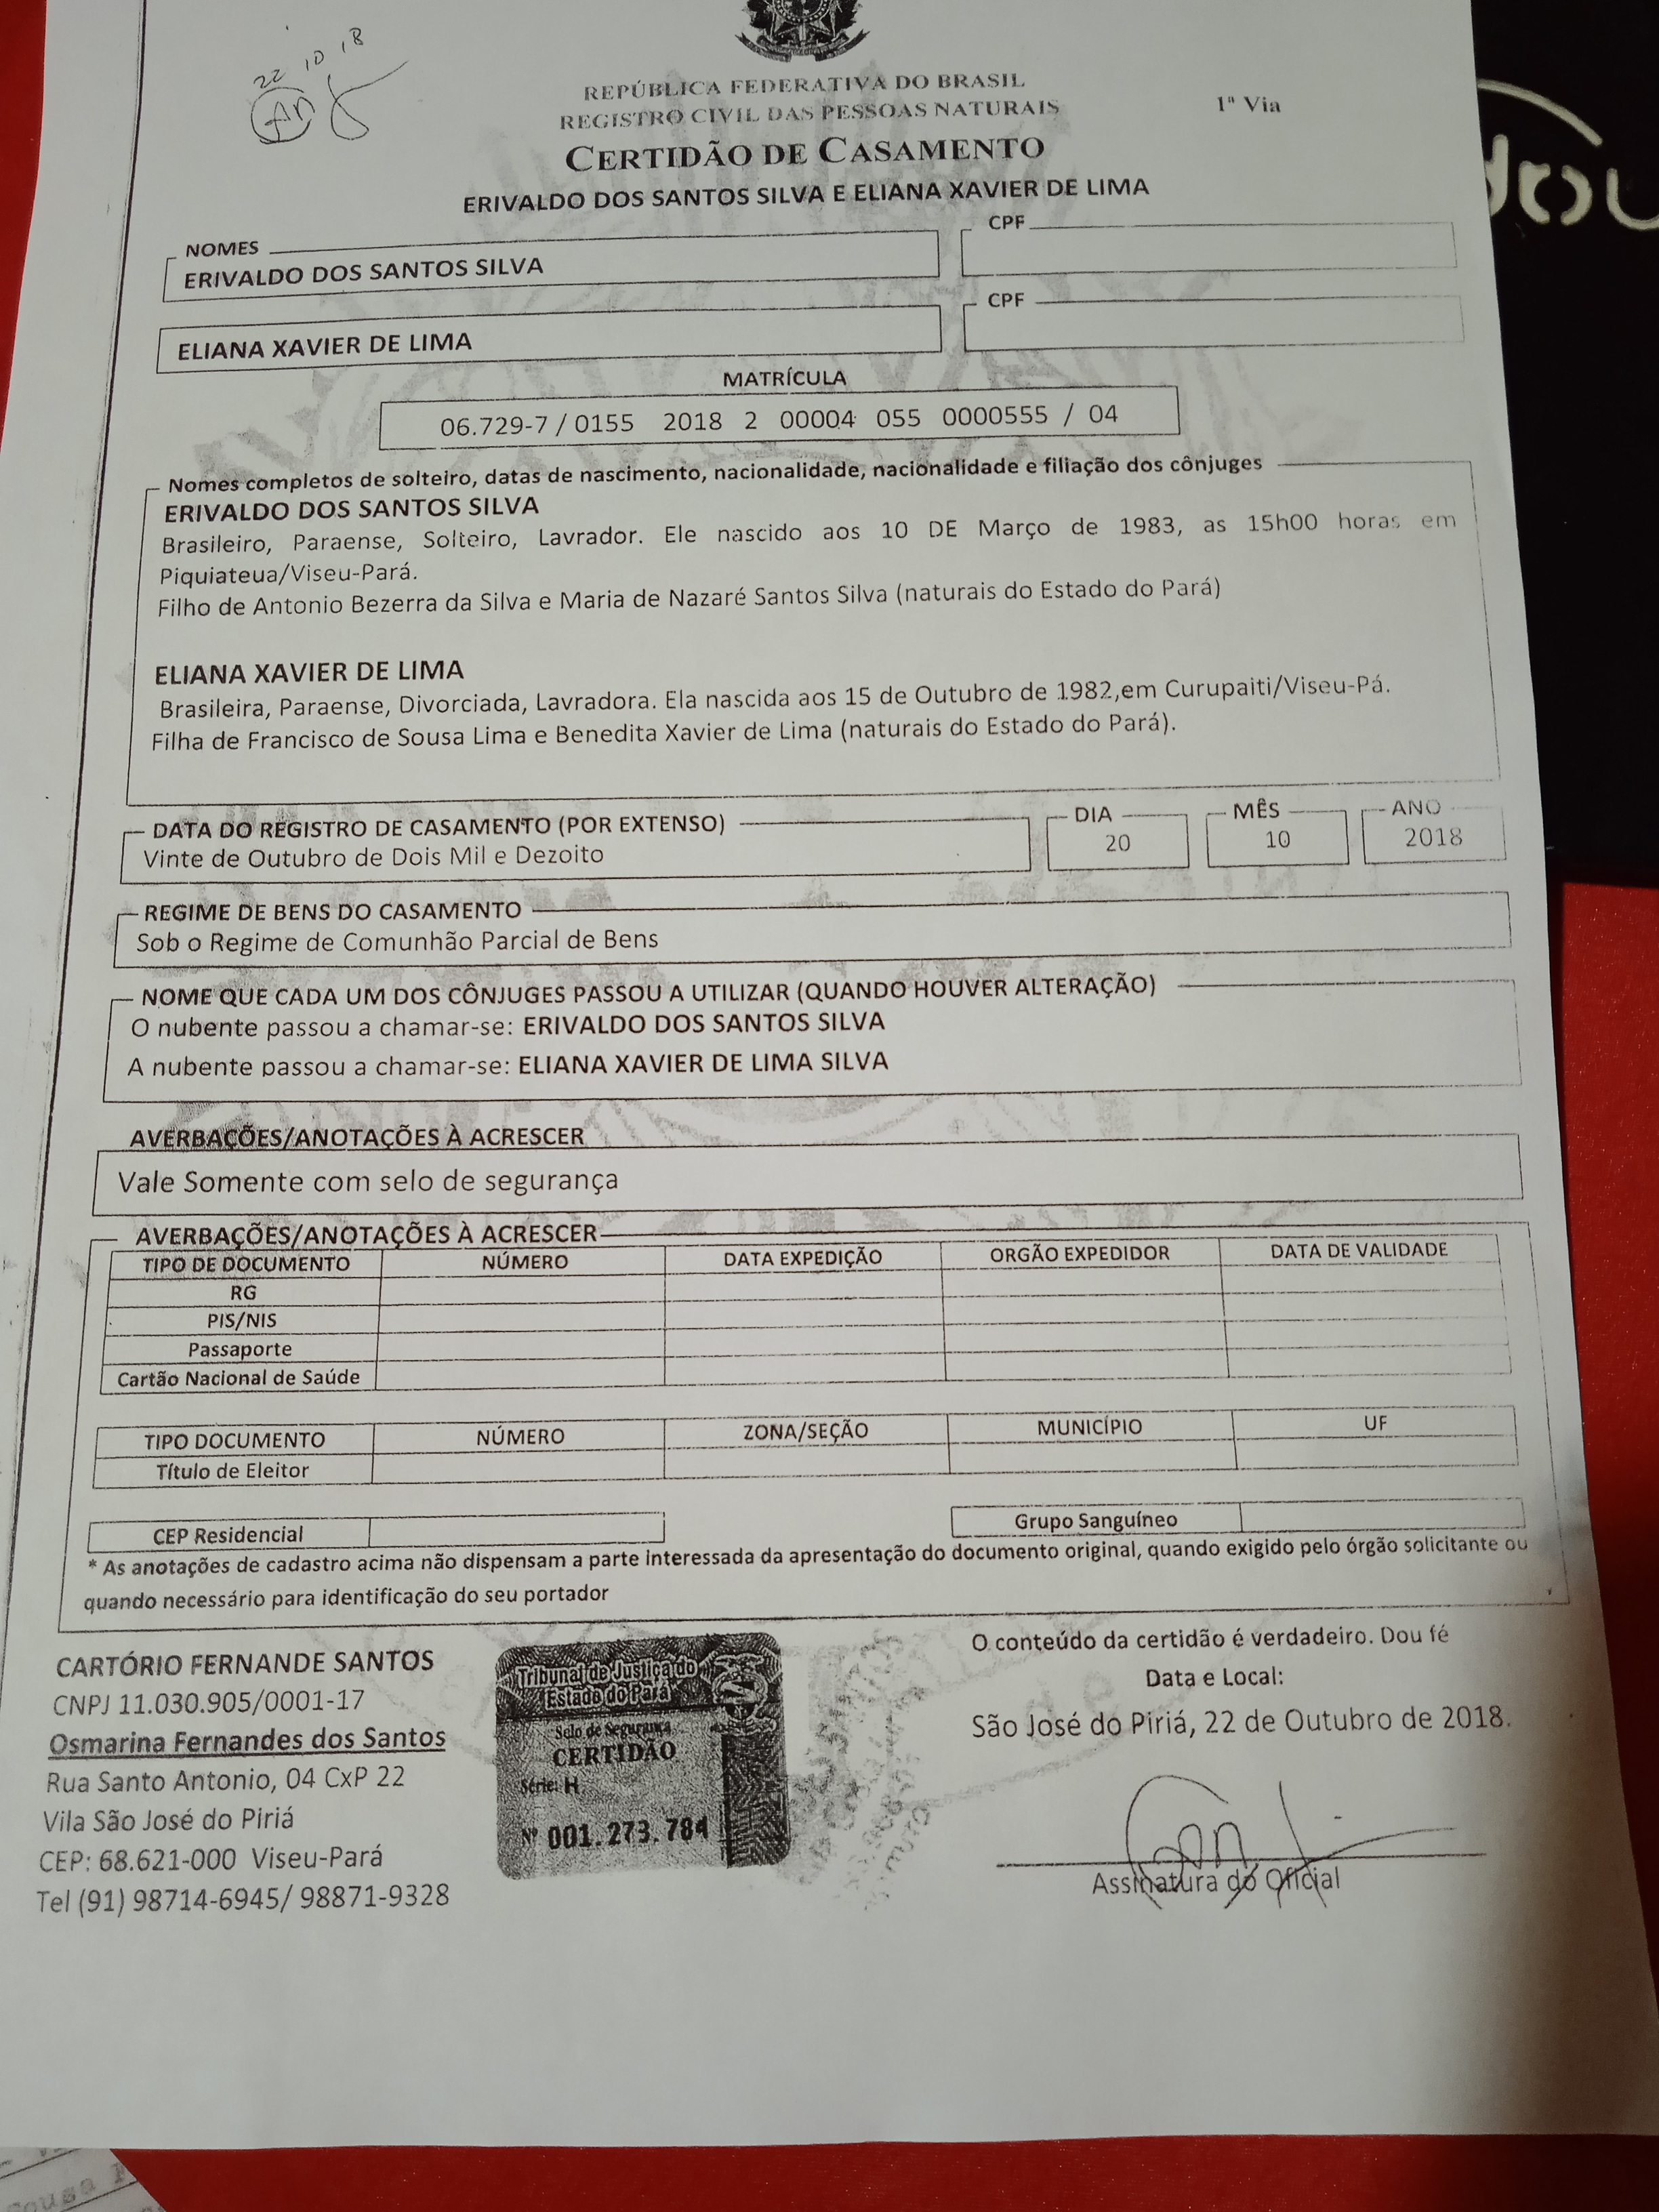 22 10 18
REPÚBLICA FEDERATIVA DO BRASIL
REGISTRO CIVIL DAS PESSOAS NATURAIS
1ª Via
CERTIDÃO DE CASAMENTO
ERIVALDO DOS SANTOS SILVA E ELIANA XAVIER DE LIMA
NOMES
CPF
ERIVALDO DOS SANTOS SILVA
CPF
ELIANA XAVIER DE LIMA
MATRÍCULA
06.729-7 / 0155 2018 2 00004 055 0000555 / 04
Nomes completos de solteiro, datas de nascimento, nacionalidade, nacionalidade e filiação dos cônjuges
ERIVALDO DOS SANTOS SILVA
Brasileiro, Paraense, Solteiro, Lavrador. Ele nascido aos 10 DE Março de 1983, as 15h00 horas em
Piquiateua/Viseu-Pará.
Filho de Antonio Bezerra da Silva e Maria de Nazaré Santos Silva (naturais do Estado do Pará)
ELIANA XAVIER DE LIMA
Brasileira, Paraense, Divorciada, Lavradora. Ela nascida aos 15 de Outubro de 1982,em Curupaiti/Viseu-Pá.
Filha de Francisco de Sousa Lima e Benedita Xavier de Lima (naturais do Estado do Pará).
DATA DO REGISTRO DE CASAMENTO (POR EXTENSO)
DIA
MÊS
ANO
Vinte de Outubro de Dois Mil e Dezoito
20
10
2018
REGIME DE BENS DO CASAMENTO
Sob o Regime de Comunhão Parcial de Bens
NOME QUE CADA UM DOS CÔNJUGES PASSOU A UTILIZAR (QUANDO HOUVER ALTERAÇÃO)
O nubente passou a chamar-se: ERIVALDO DOS SANTOS SILVA
A nubente passou a chamar-se: ELIANA XAVIER DE LIMA SILVA
AVERBAÇÕES/ANOTAÇÕES À ACRESCER
Vale Somente com selo de segurança
AVERBAÇÕES/ANOTAÇÕES À ACRESCER
TIPO DE DOCUMENTO NÚMERO DATA EXPEDIÇÃO ORGÃO EXPEDIDOR DATA DE VALIDADE
RG
PIS/NIS
Passaporte
Cartão Nacional de Saúde
TIPO DOCUMENTO NÚMERO ZONA/SEÇÃO MUNICÍPIO UF
Título de Eleitor
CEP Residencial
Grupo Sanguíneo
* As anotações de cadastro acima não dispensam a parte interessada da apresentação do documento original, quando exigido pelo órgão solicitante ou
quando necessário para identificação do seu portador
CARTÓRIO FERNANDE SANTOS
CNPJ 11.030.905/0001-17
Osmarina Fernandes dos Santos
Rua Santo Antonio, 04 CxP 22
Vila São José do Piriá
CEP: 68.621-000 Viseu-Pará
Tel (91) 98714-6945/ 98871-9328
Tribunal de Justiça do
Estado do Pará
Selo de Segurança
CERTIDÃO
Série: H
Nº 001.273.784
O conteúdo da certidão é verdadeiro. Dou fé
Data e Local:
São José do Piriá, 22 de Outubro de 2018.
Assinatura do Oficial
Sousa